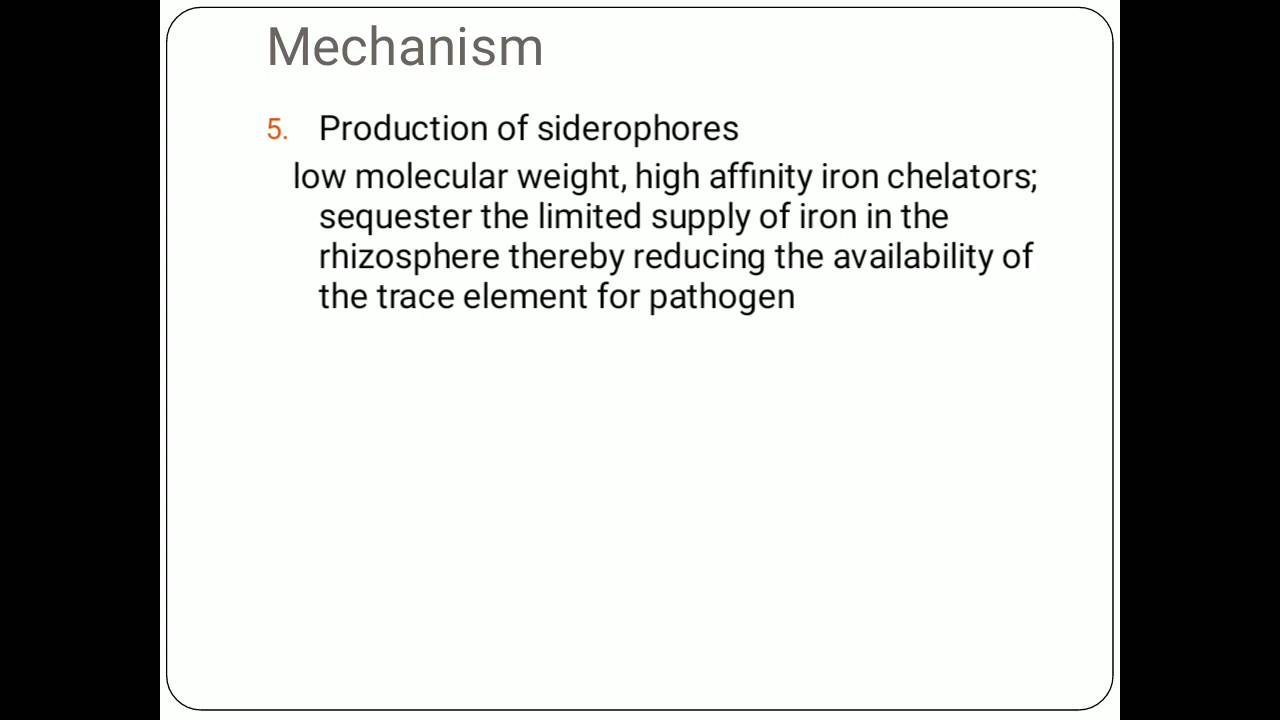 Mechanism
5. Production of siderophores
low molecular weight, high affinity iron chelators;
sequester the limited supply of iron in the
rhizosphere thereby reducing the availability of
the trace element for pathogen